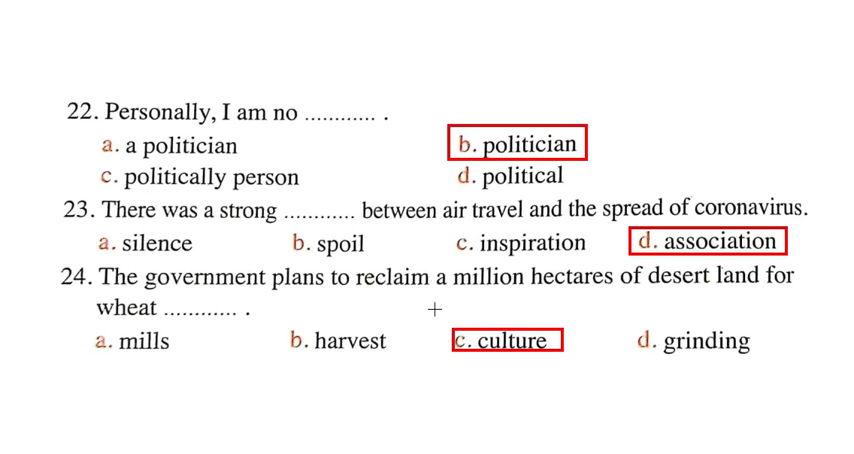 22. Personally, I am no ............ .
a. a politician b. politician
c. politically person d. political
23. There was a strong ............ between air travel and the spread of coronavirus.
a. silence b. spoil c. inspiration d. association
24. The government plans to reclaim a million hectares of desert land for
wheat ............ .
a. mills b. harvest c. culture d. grinding